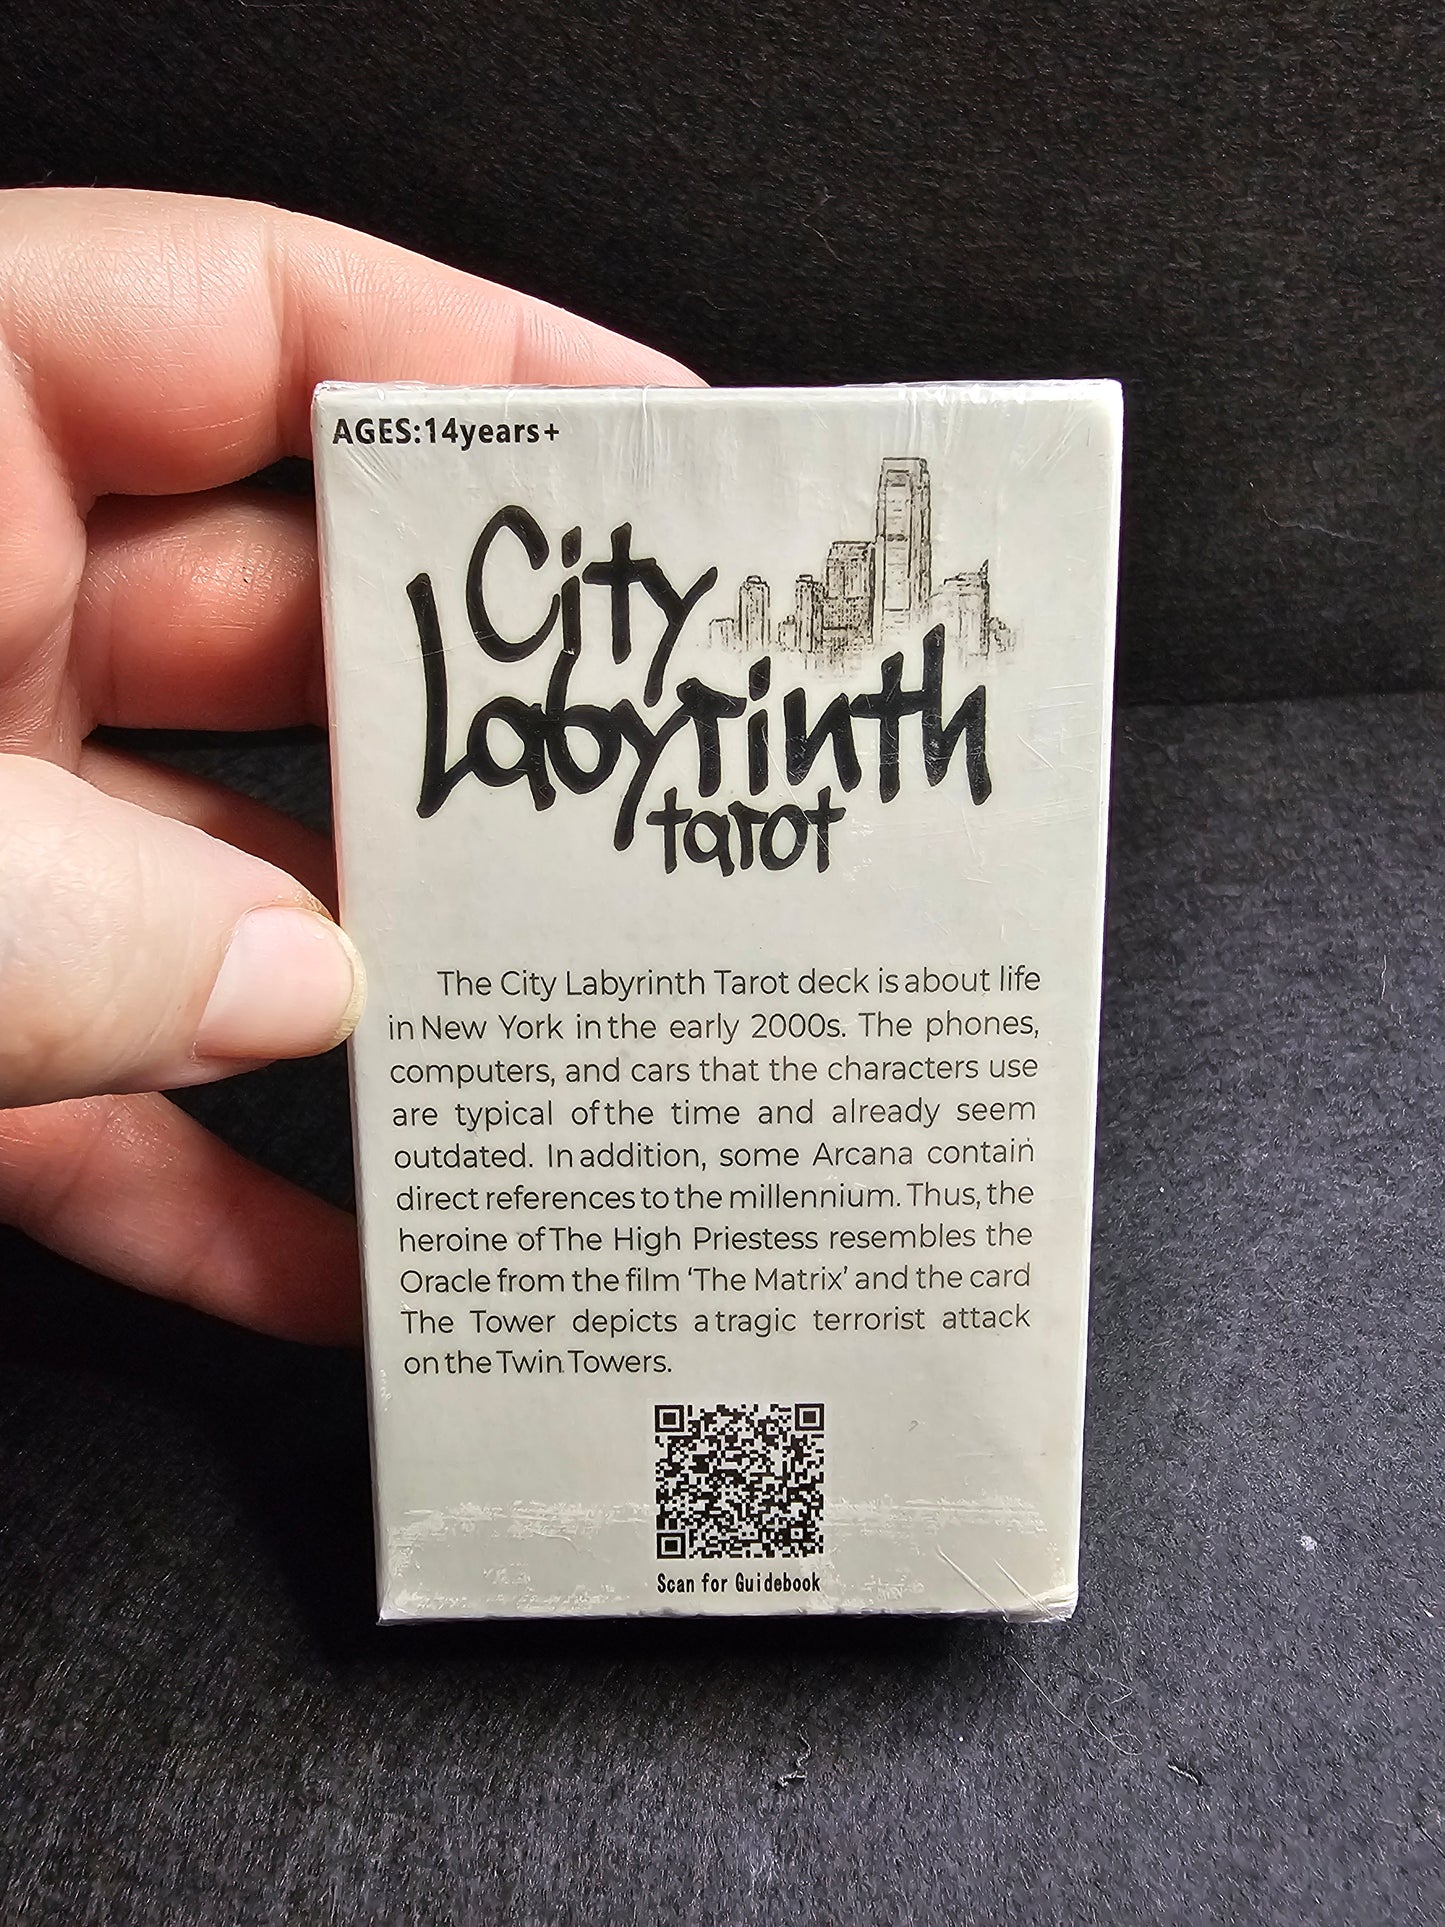 AGES:14years+
City
Labyrinth
tarot
The City Labyrinth Tarot deck is about life
in New York in the early 2000s. The phones,
computers, and cars that the characters use
are typical of the time and already seem
outdated. In addition, some Arcana contain
direct references to the millennium. Thus, the
heroine of The High Priestess resembles the
Oracle from the film ‘The Matrix’ and the card
The Tower depicts a tragic terrorist attack
on the Twin Towers.
Scan for Guidebook